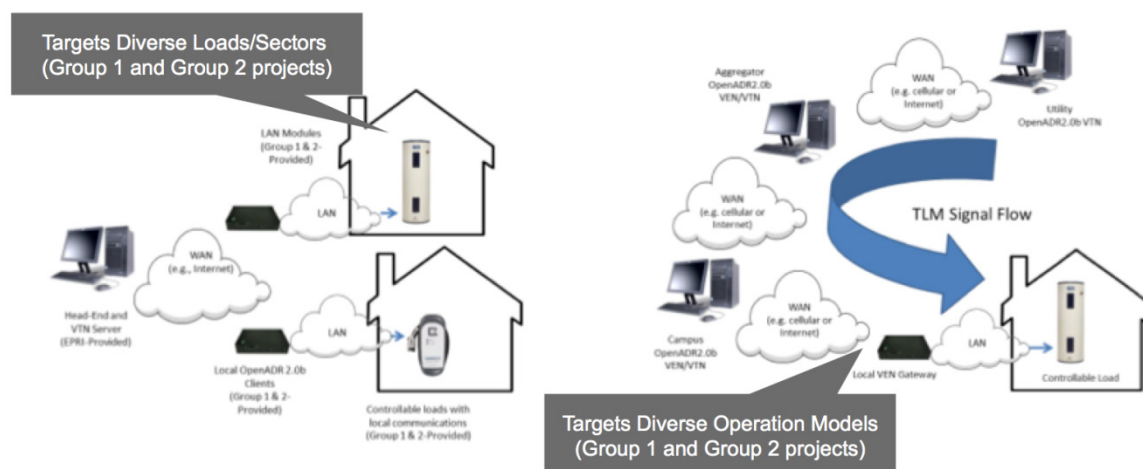 Targets Diverse Loads/Sectors
(Group 1 and Group 2 projects)
LAN Modules
(Group 1 & 2-
Provided)
LAN
WAN
(e.g., Internet)
Head-End and
VTN Server
(EPRI-Provided)
LAN
Local OpenADR 2.0b
Clients
(Group 1 & 2-
Provided)
Controllable loads with
local communications
(Group 1 & 2-Provided)
Aggregator
OpenADR2.0b
VEN/VTN
WAN
(e.g. cellular or
Internet)
Utility
OpenADR2.0b VTN
WAN
(e.g. cellular or
Internet)
TLM Signal Flow
Campus
OpenADR2.0b
VEN/VTN
WAN
(e.g. cellular or
Internet)
LAN
Local VEN Gateway
Controllable Load
Targets Diverse Operation Models
(Group 1 and Group 2 projects)